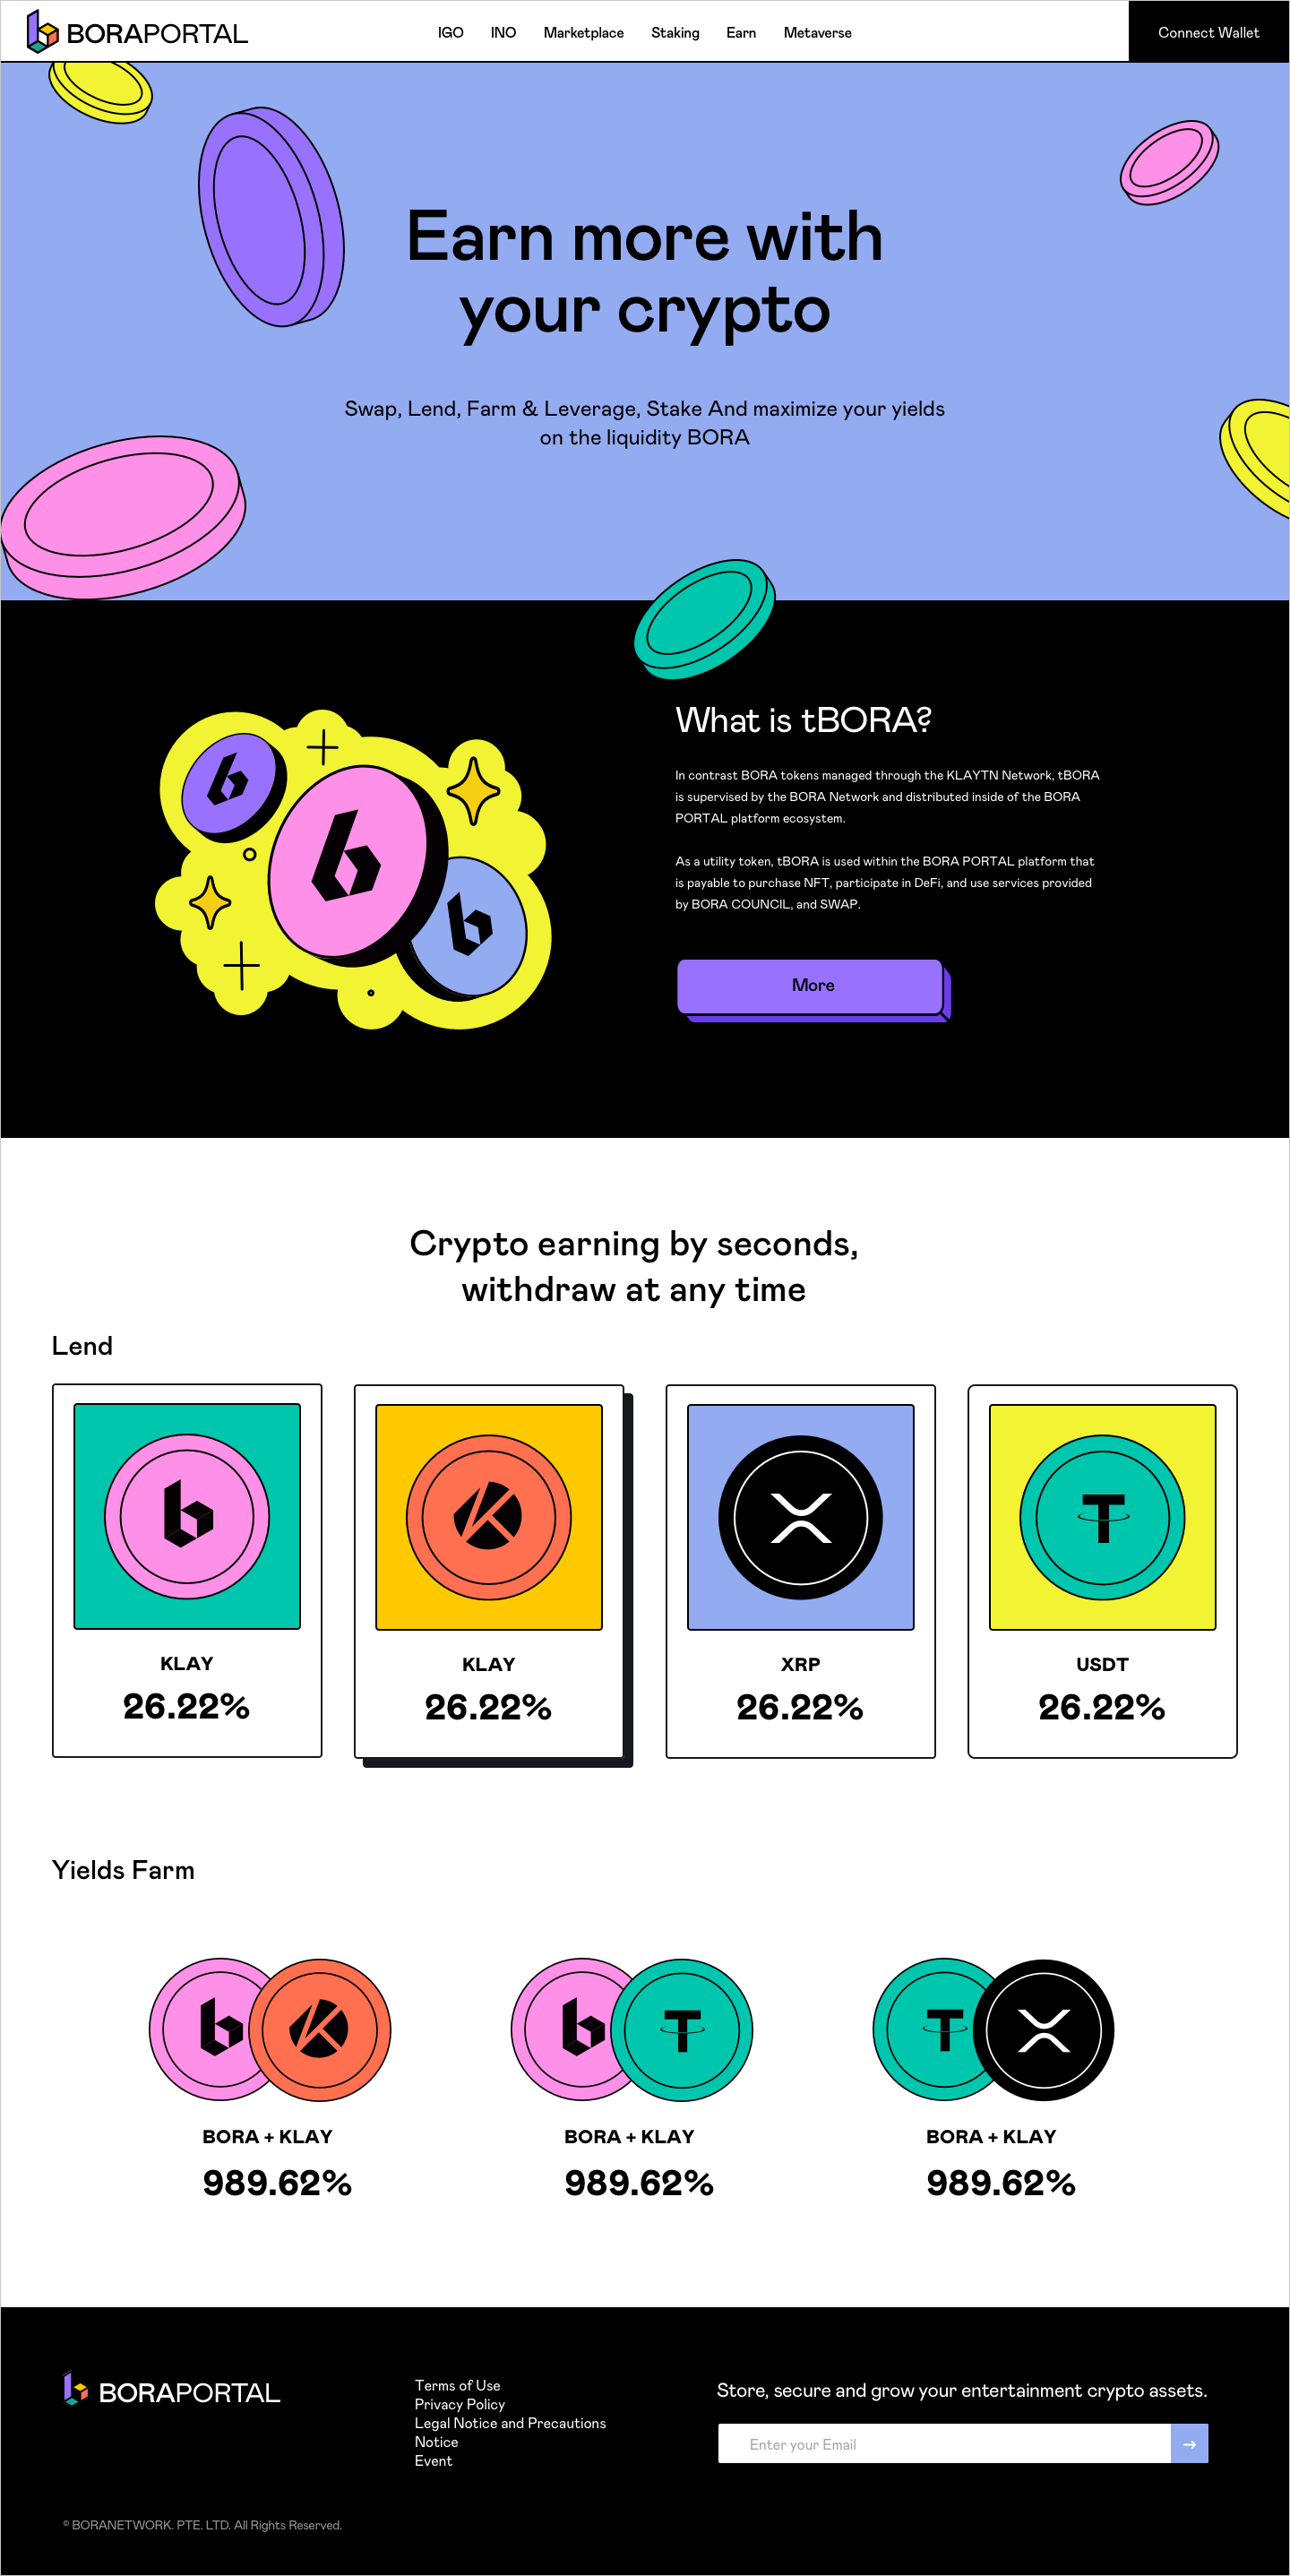 BORAPORTAL
IGO INO Marketplace Staking Earn Metaverse
Connect Wallet
Earn more with
your crypto
Swap, Lend, Farm & Leverage, Stake And maximize your yields
on the liquidity BORA
What is tBORA?
In contrast BORA tokens managed through the KLAYTN Network, tBORA
is supervised by the BORA Network and distributed inside of the BORA
PORTAL platform ecosystem.
As a utility token, tBORA is used within the BORA PORTAL platform that
is payable to purchase NFT, participate in DeFi, and use services provided
by BORA COUNCIL, and SWAP.
More
Crypto earning by seconds,
withdraw at any time
Lend
KLAY
26.22%
KLAY
26.22%
XRP
26.22%
USDT
26.22%
Yields Farm
BORA + KLAY
989.62%
BORA + KLAY
989.62%
BORA + KLAY
989.62%
BORAPORTAL
Terms of Use
Privacy Policy
Legal Notice and Precautions
Notice
Event
Store, secure and grow your entertainment crypto assets.
Enter your Email
© BORANETWORK. PTE. LTD. All Rights Reserved.